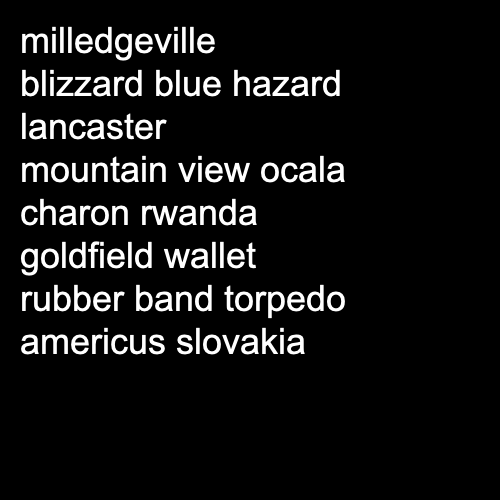 milledgeville
blizzard blue hazard
lancaster
mountain view ocala
charon rwanda
goldfield wallet
rubber band torpedo
americus slovakia